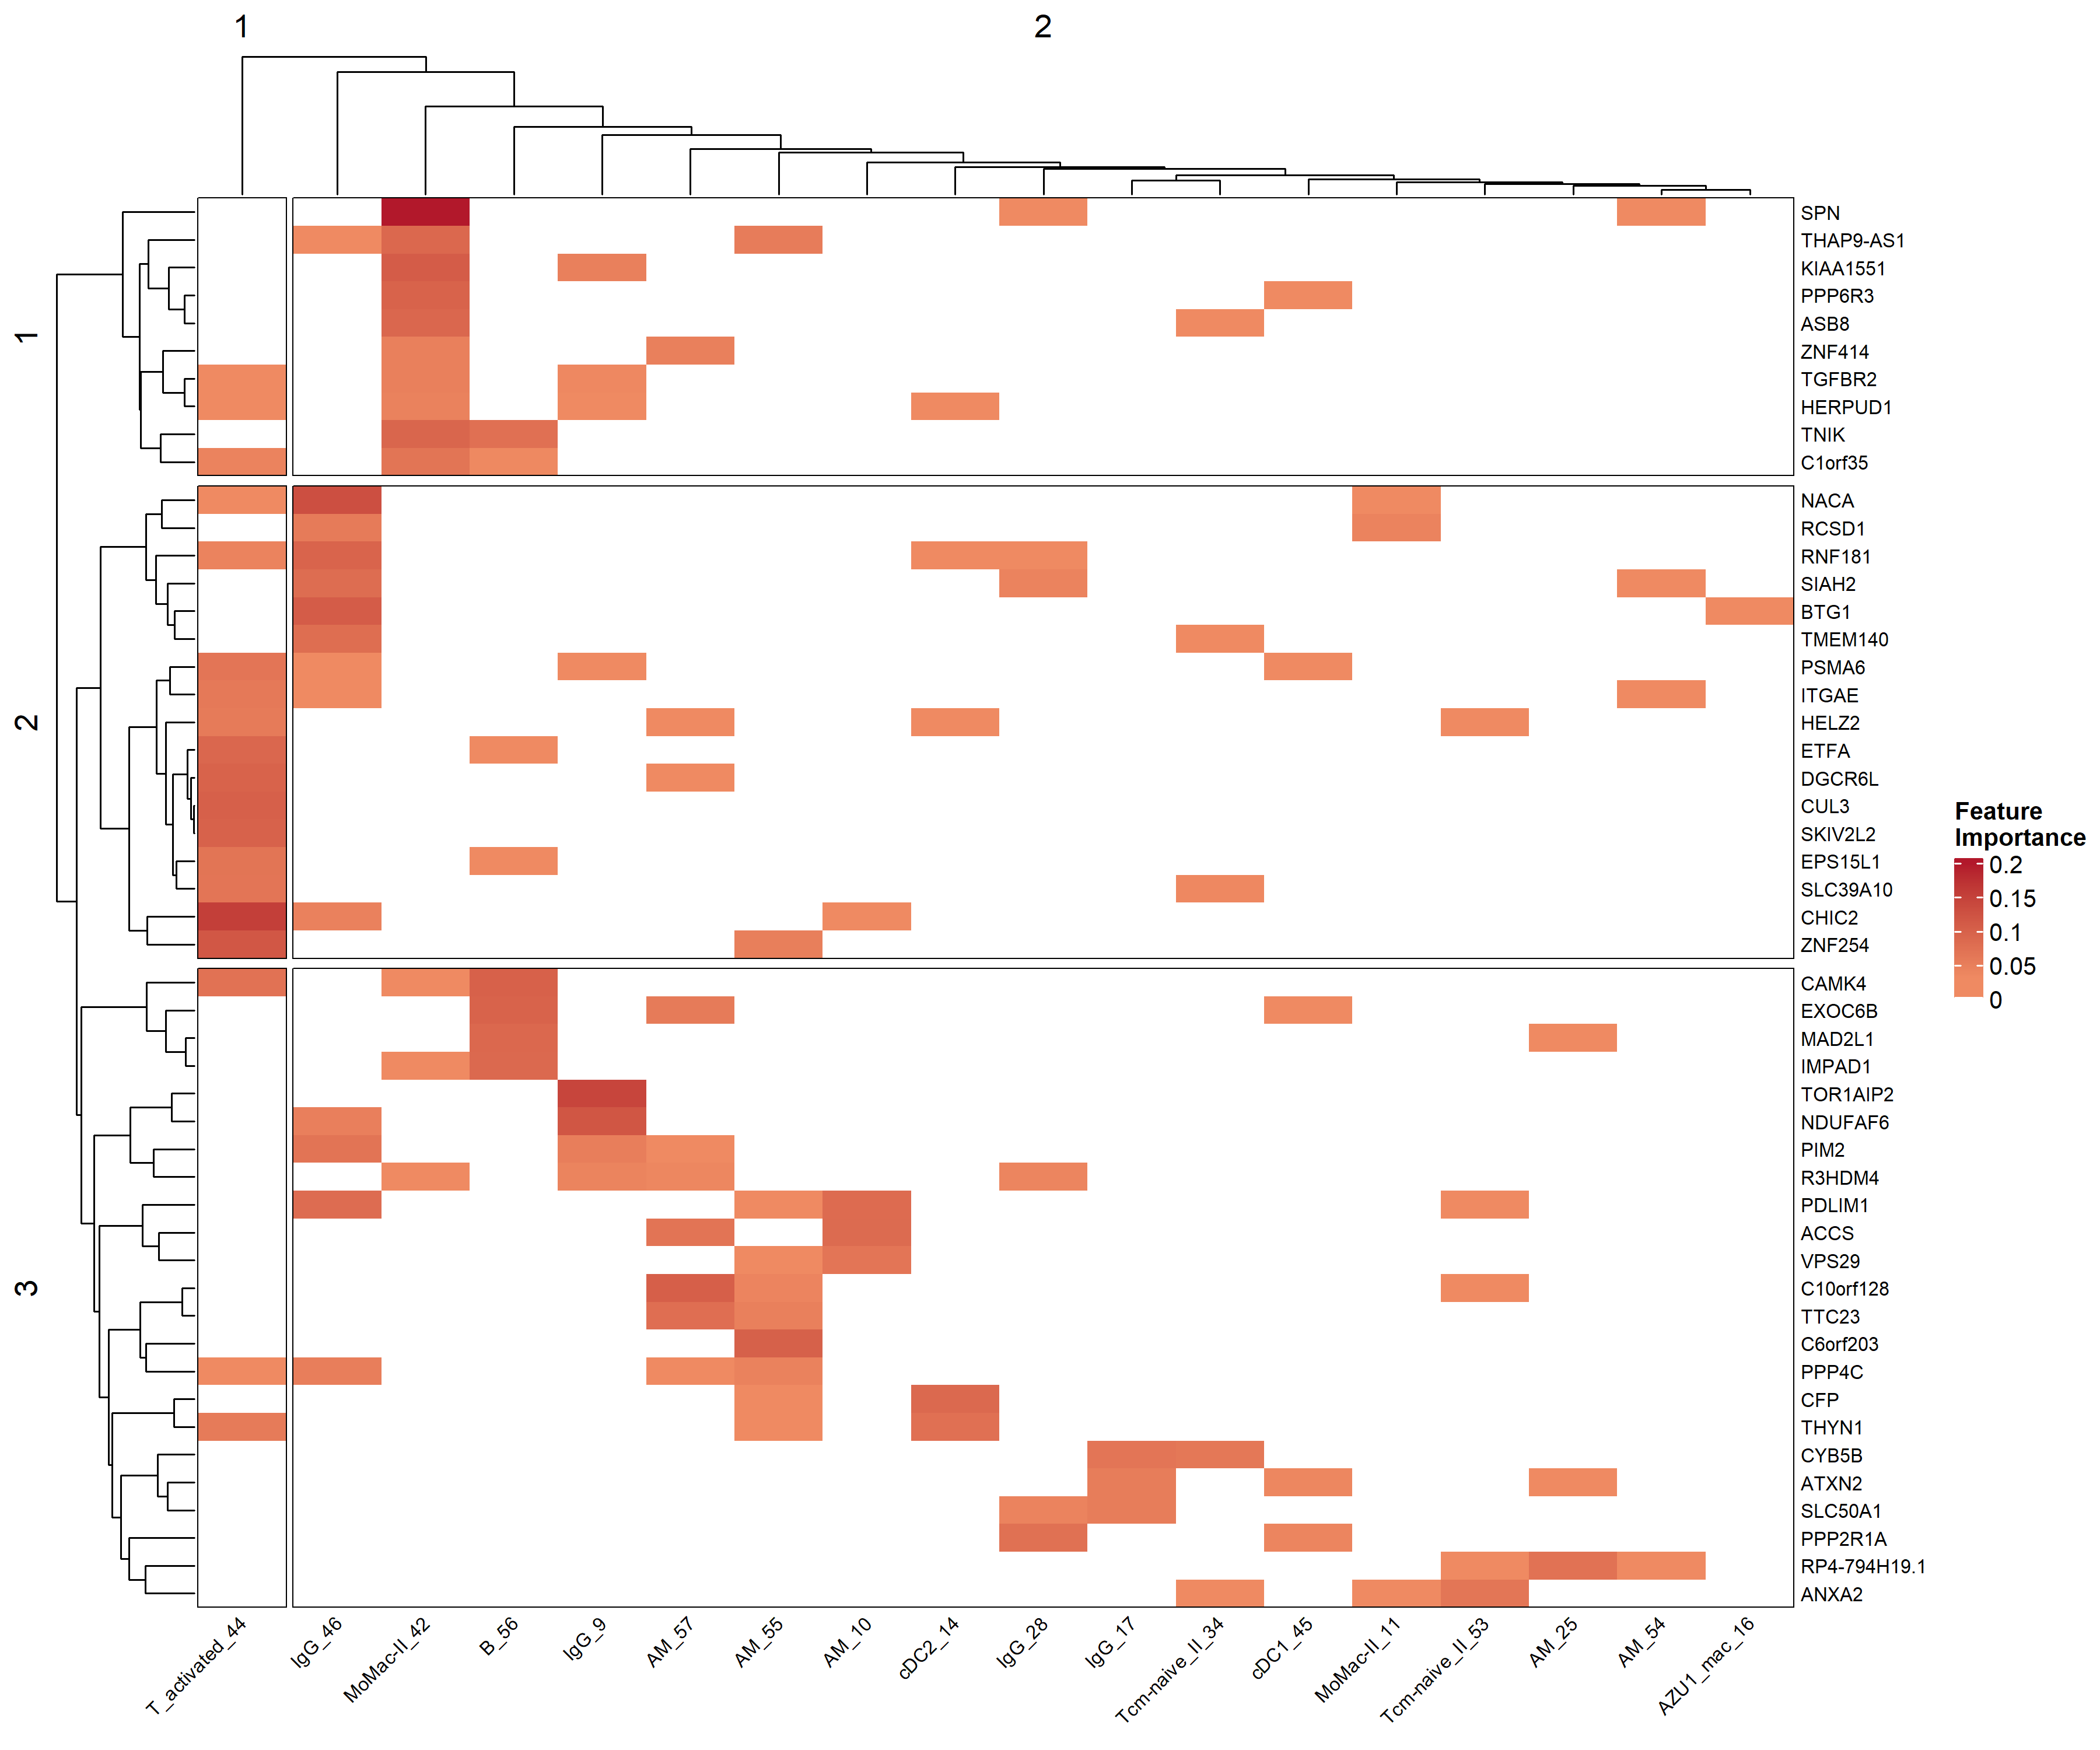 1
2
1
2
3
SPN
THAP9-AS1
KIAA1551
PPP6R3
ASB8
ZNF414
TGFBR2
HERPUD1
TNIK
C1orf35
NACA
RCSD1
RNF181
SIAH2
BTG1
TMEM140
PSMA6
ITGAE
HELZ2
ETFA
DGCR6L
CUL3
SKIV2L2
EPS15L1
SLC39A10
CHIC2
ZNF254
CAMK4
EXOC6B
MAD2L1
IMPAD1
TOR1AIP2
NDUFAF6
PIM2
R3HDM4
PDLIM1
ACCS
VPS29
C10orf128
TTC23
C6orf203
PPP4C
CFP
THYN1
CYB5B
ATXN2
SLC50A1
PPP2R1A
RP4-794H19.1
ANXA2
Feature
Importance
0.2
0.15
0.1
0.05
0
T_activated_44
IgG_46
MoMac-II_42
B_56
IgG_9
AM_57
AM_55
AM_10
cDC2_14
IgG_28
IgG_17
Tcm-naive_II_34
cDC1_45
MoMac-II_11
Tcm-naive_II_53
AM_25
AM_54
AZU1_mac_16